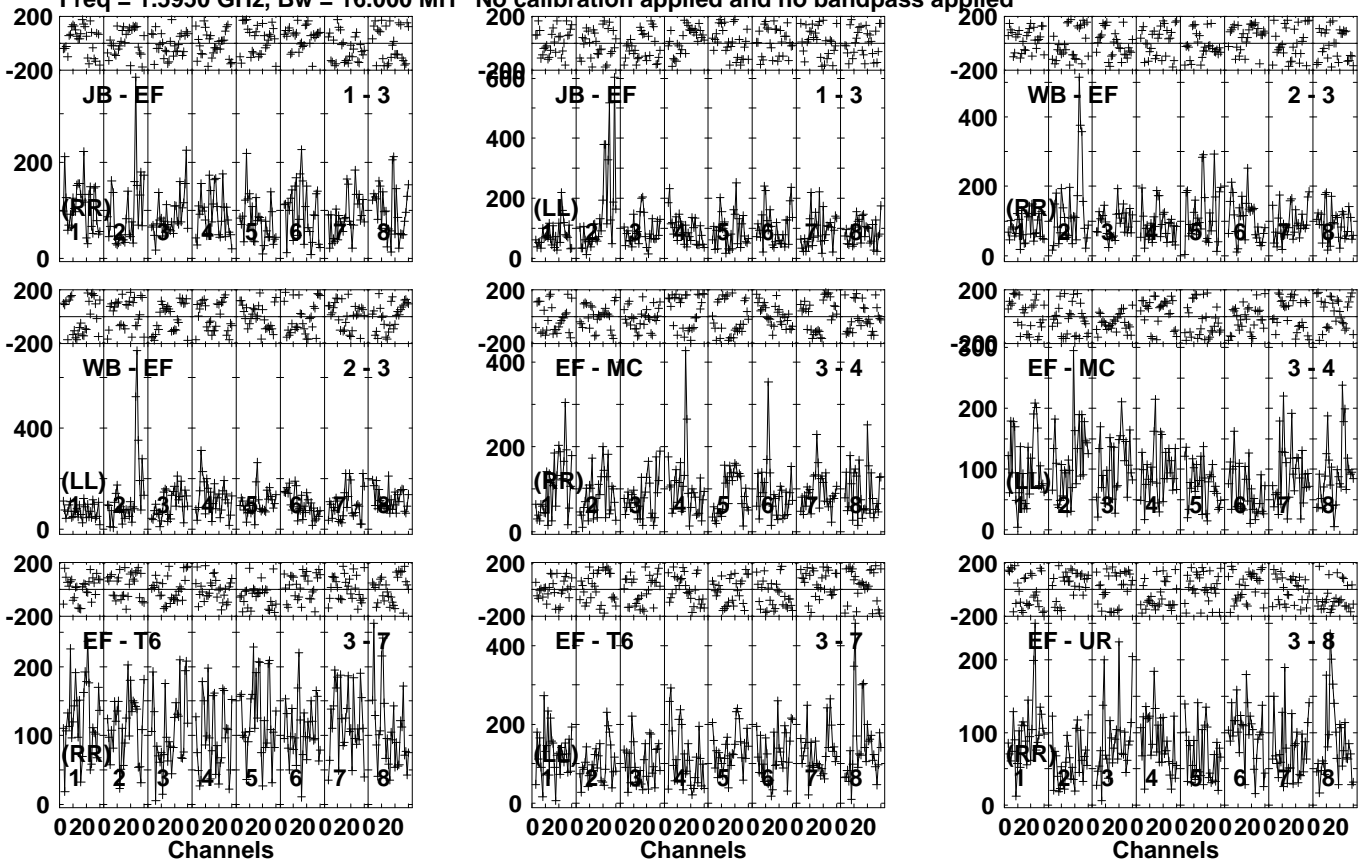 Freq = 1.5950 GHz, Bw = 16.000 MH No calibration applied and no bandpass applied
200 200 200
-200 -200 -200
JB - EF 1 - 3 600 JB - EF 1 - 3 WB - EF 2 - 3
400 400
200 200 200
(RR) (LL) (RR)
1 2 3 4 5 6 7 8 1 2 3 4 5 6 7 8 1 2 3 4 5 6 7 8
0 0 0
200 200 200
-200 -200 -200
WB - EF 2 - 3 400 EF - MC 3 - 4 300 EF - MC 3 - 4
400 200 200
(LL) (RR) 100 (LL)
1 2 3 4 5 6 7 8 1 2 3 4 5 6 7 8 1 2 3 4 5 6 7 8
0 0 0
200 200 200
-200 -200 -200
EF - T6 3 - 7 400 EF - T6 3 - 7 EF - UR 3 - 8
200 200 200
100 (RR) (LL) 100 (RR)
1 2 3 4 5 6 7 8 1 2 3 4 5 6 7 8 1 2 3 4 5 6 7 8
0 0 0
0 20 0 20 0 20 0 20 0 20 0 20 0 20 0 20 0 20 0 20 0 20 0 20 0 20 0 20 0 20 0 20 0 20 0 20 0 20 0 20 0 20 0 20 0 20 0 20
Channels Channels Channels